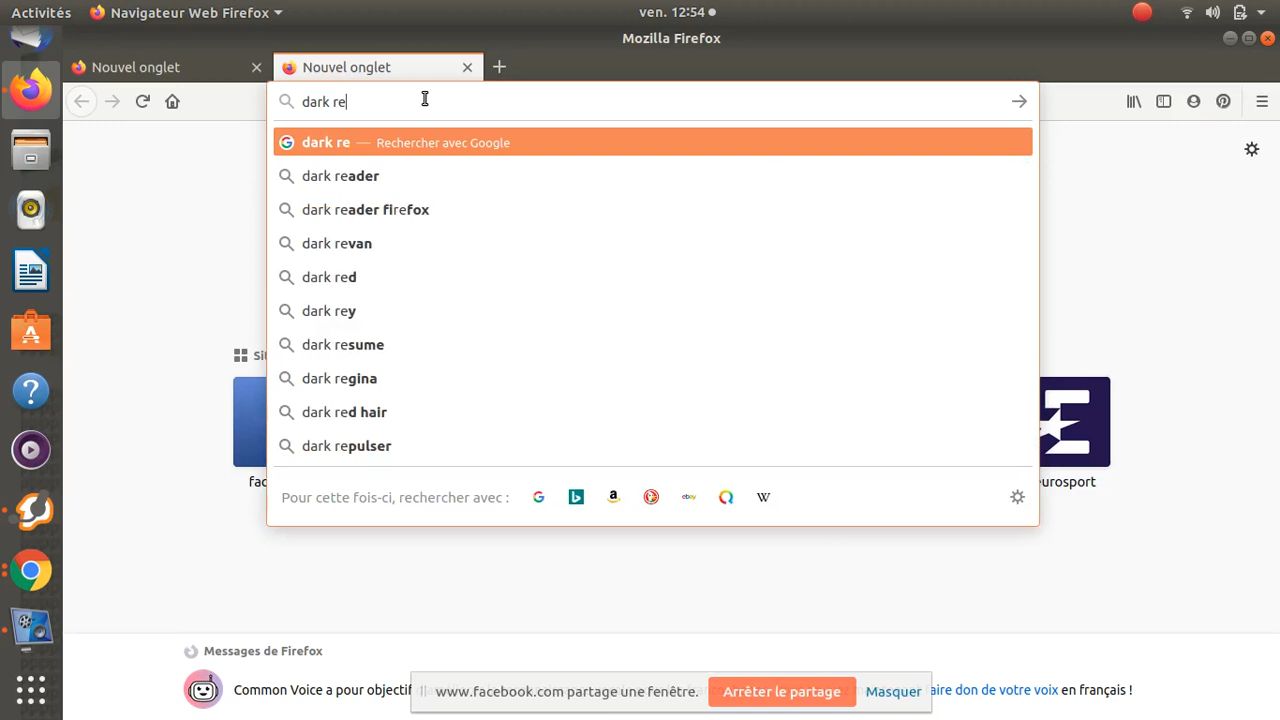 Activités Navigateur Web Firefox ven. 12:54
Mozilla Firefox
Nouvel onglet Nouvel onglet
dark re
dark re — Rechercher avec Google
dark reader
dark reader firefox
dark revan
dark red
dark rey
dark resume
dark regina
dark red hair
dark repulser
Pour cette fois-ci, rechercher avec :
eurosport
Messages de Firefox
Common Voice a pour objectif faire don de votre voix en français !
www.facebook.com partage une fenêtre. Arrêter le partage Masquer